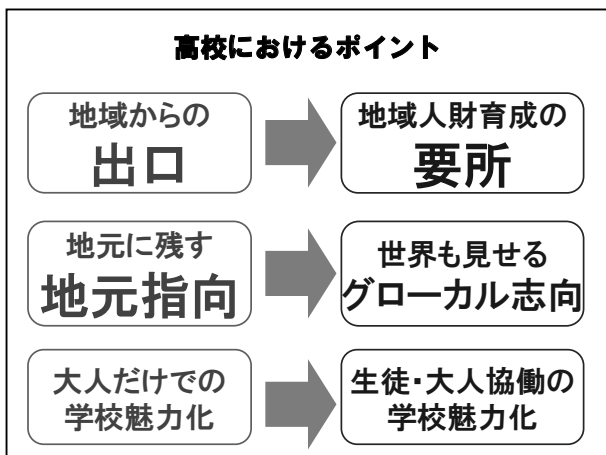 高校におけるポイント
地域からの
出口
地域人財育成の
要所
地元に残す
地元指向
世界も見せる
グローカル志向
大人だけでの
学校魅力化
生徒・大人協働の
学校魅力化